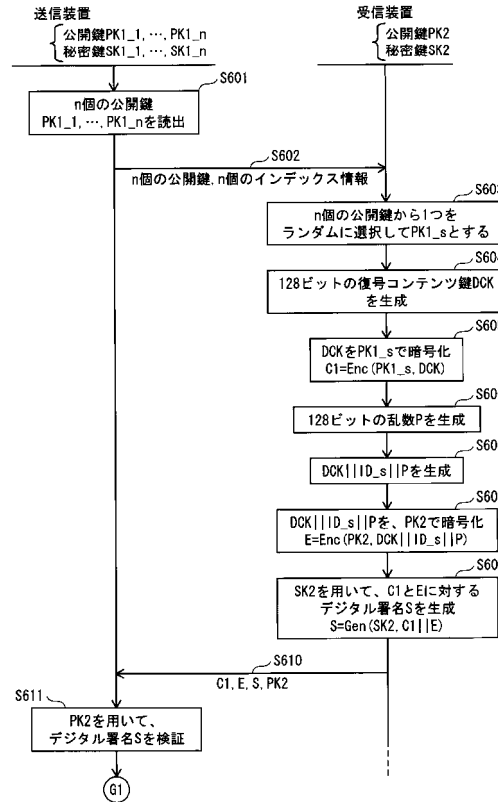 送信装置
公開鍵PK1_1, …, PK1_n
秘密鍵SK1_1, …, SK1_n
受信装置
公開鍵PK2
秘密鍵SK2
S601
n個の公開鍵
PK1_1, …, PK1_nを読出
S602
n個の公開鍵, n個のインデックス情報
S603
n個の公開鍵から1つを
ランダムに選択してPK1_sとする
S604
128ビットの復号コンテンツ鍵DCK
を生成
S60
DCKをPK1_sで暗号化
C1=Enc(PK1_s, DCK)
S60
128ビットの乱数Pを生成
S60
DCK||ID_s||Pを生成
S60
DCK||ID_s||Pを、PK2で暗号化
E=Enc(PK2, DCK||ID_s||P)
S60
SK2を用いて、C1とEに対する
デジタル署名Sを生成
S=Gen(SK2, C1||E)
S610
C1, E, S, PK2
S611
PK2を用いて、
デジタル署名Sを検証
G1